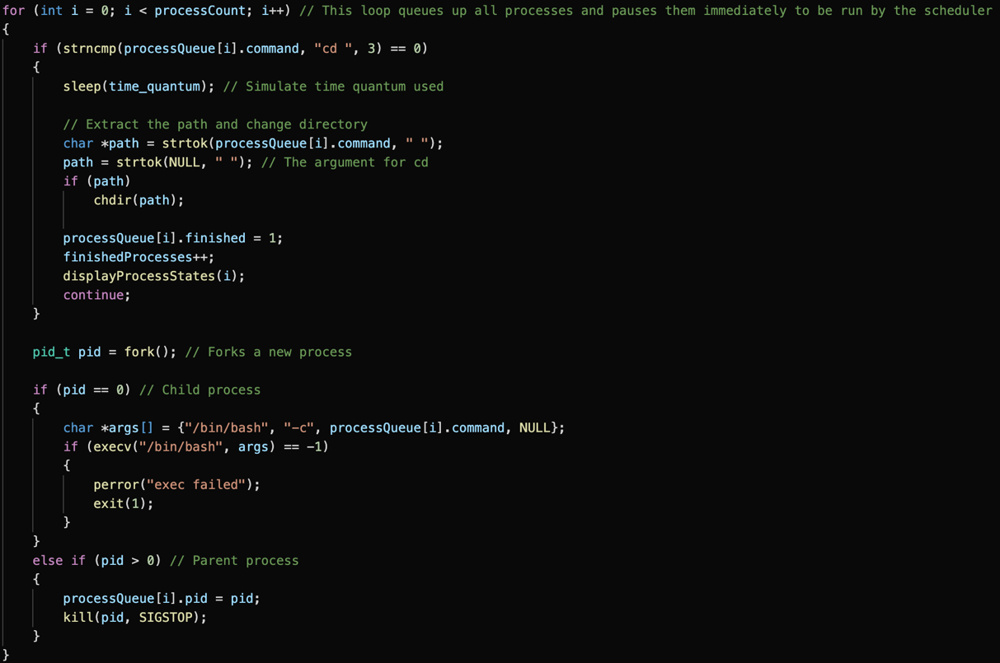 for (int i = 0; i < processCount; i++) // This loop queues up all processes and pauses them immediately to be run by the scheduler
{
    if (strncmp(processQueue[i].command, "cd ", 3) == 0)
    {
        sleep(time_quantum); // Simulate time quantum used

        // Extract the path and change directory
        char *path = strtok(processQueue[i].command, " ");
        path = strtok(NULL, " "); // The argument for cd
        if (path)
            chdir(path);

        processQueue[i].finished = 1;
        finishedProcesses++;
        displayProcessStates(i);
        continue;
    }

    pid_t pid = fork(); // Forks a new process

    if (pid == 0) // Child process
    {
        char *args[] = {"/bin/bash", "-c", processQueue[i].command, NULL};
        if (execv("/bin/bash", args) == -1)
        {
            perror("exec failed");
            exit(1);
        }
    }
    else if (pid > 0) // Parent process
    {
        processQueue[i].pid = pid;
        kill(pid, SIGSTOP);
    }
}